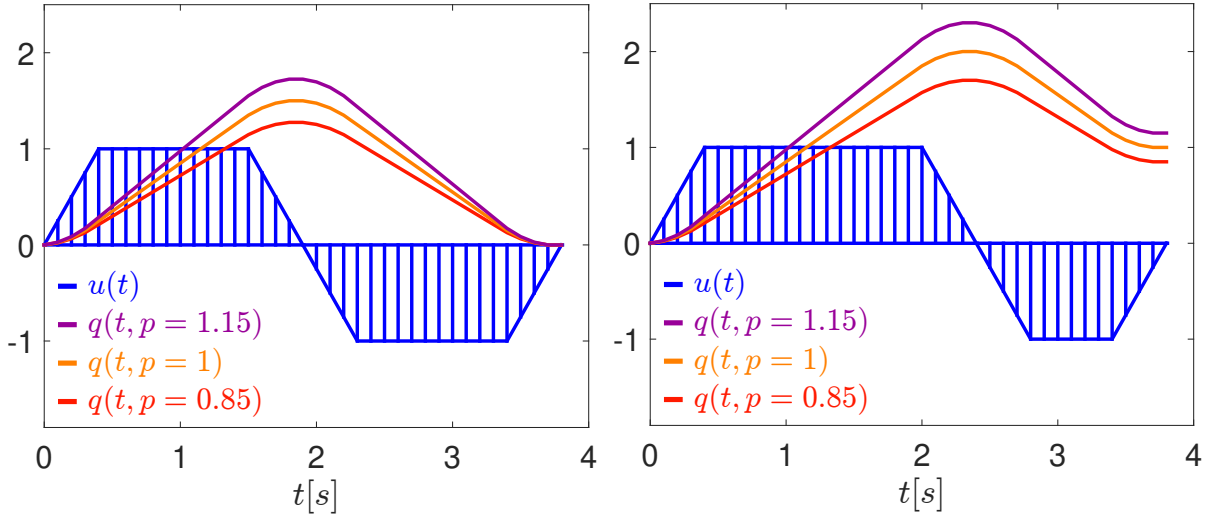 2
1
0
-1
u(t)
q(t, p = 1.15)
q(t, p = 1)
q(t, p = 0.85)
0 1 2 3 4
t[s]
2
1
0
-1
u(t)
q(t, p = 1.15)
q(t, p = 1)
q(t, p = 0.85)
0 1 2 3 4
t[s]